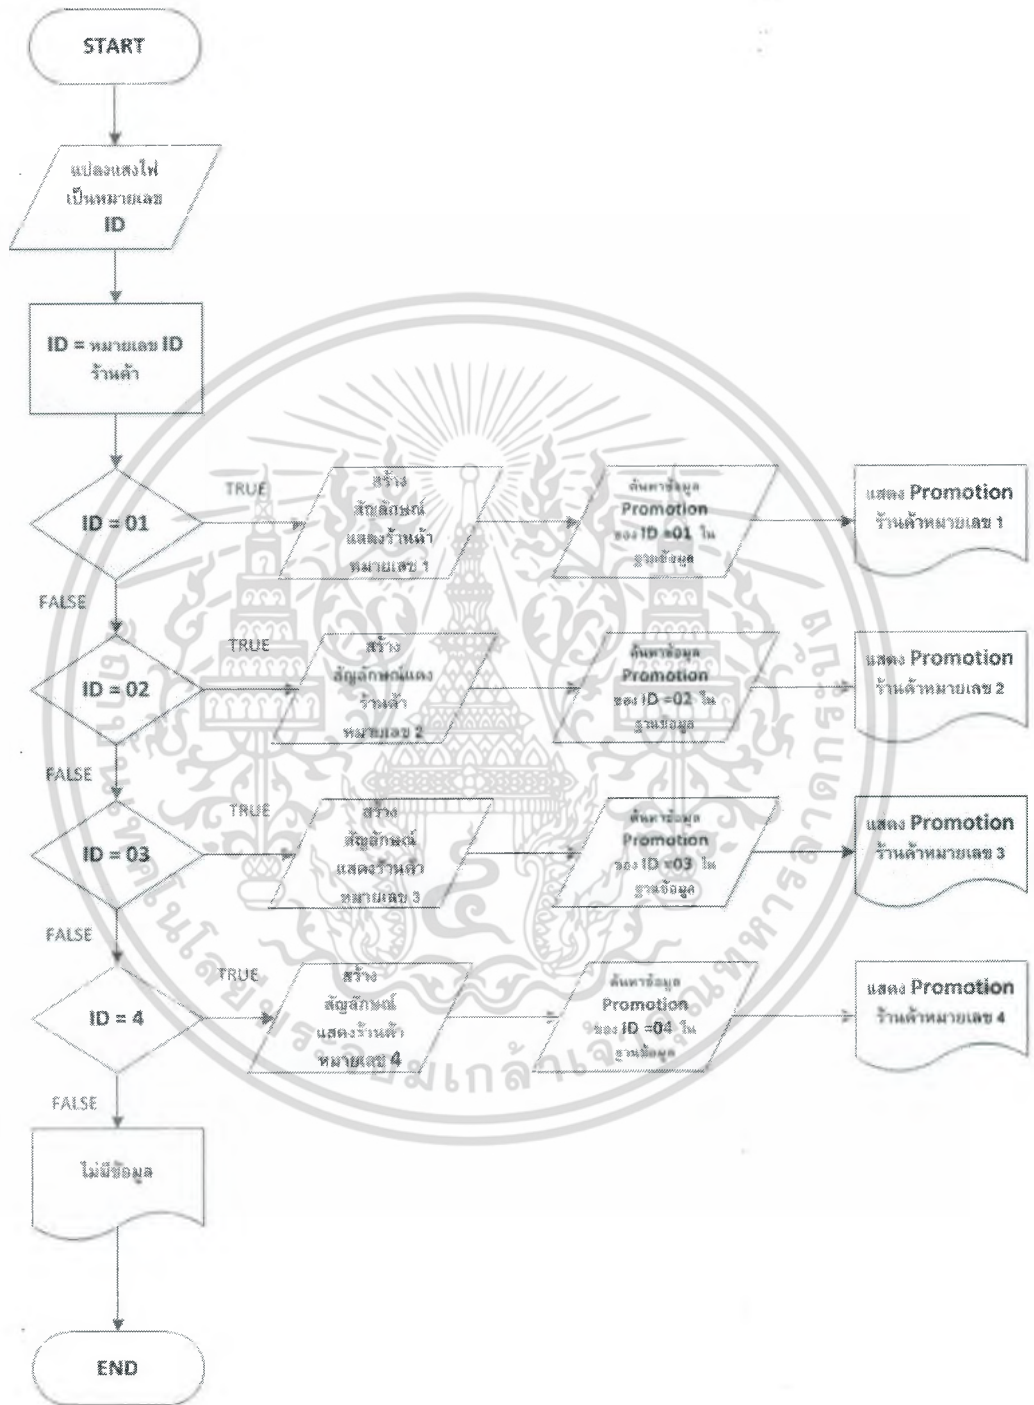 START
แปลงแสงไฟ
เป็นหมายเลข
ID
ID = หมายเลข ID
ร้านค้า
ID = 01
TRUE
สร้าง
สัญลักษณ์
แสดงร้านค้า
หมายเลข 1
ค้นหาข้อมูล
Promotion
ของ ID =01 ใน
ฐานข้อมูล
แสดง Promotion
ร้านค้าหมายเลข 1
FALSE
ID = 02
TRUE
สร้าง
สัญลักษณ์แดง
ร้านค้า
หมายเลข 2
ค้นหาข้อมูล
Promotion
ของ ID =02 ใน
ฐานข้อมูล
แสดง Promotion
ร้านค้าหมายเลข 2
FALSE
ID = 03
TRUE
สร้าง
สัญลักษณ์
แสดงร้านค้า
หมายเลข 3
ค้นหาข้อมูล
Promotion
ของ ID =03 ใน
ฐานข้อมูล
แสดง Promotion
ร้านค้าหมายเลข 3
FALSE
ID = 4
TRUE
สร้าง
สัญลักษณ์
แสดงร้านค้า
หมายเลข 4
ค้นหาข้อมูล
Promotion
ของ ID =04 ใน
ฐานข้อมูล
แสดง Promotion
ร้านค้าหมายเลข 4
FALSE
ไม่มีข้อมูล
END